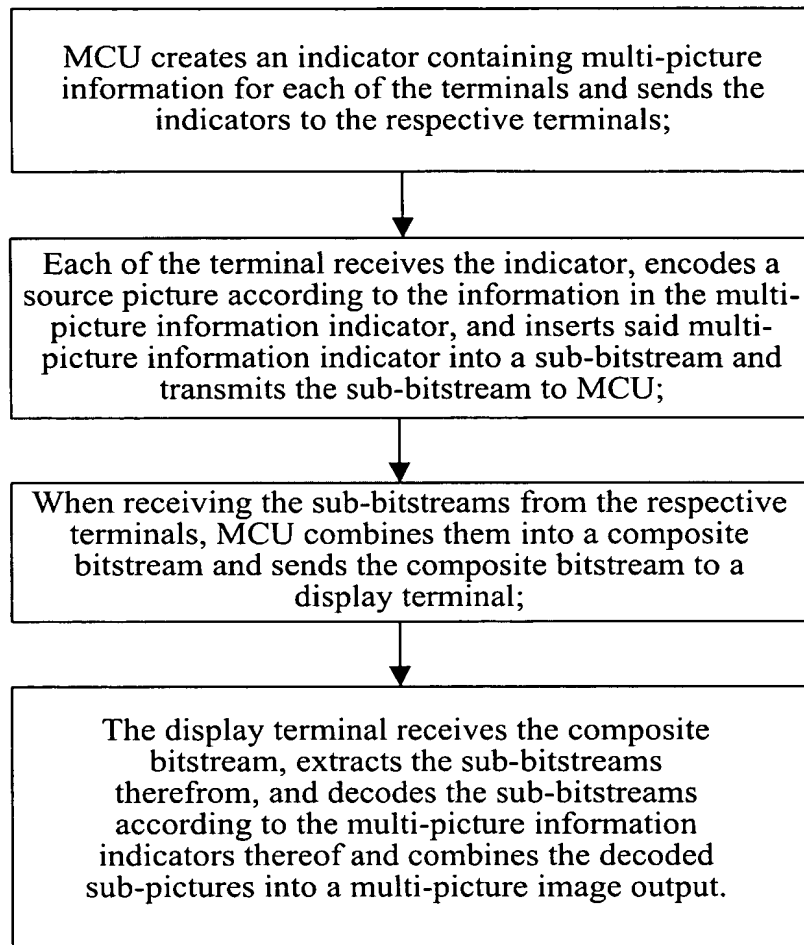 MCU creates an indicator containing multi-picture
information for each of the terminals and sends the
indicators to the respective terminals;
Each of the terminal receives the indicator, encodes a
source picture according to the information in the multi-
picture information indicator, and inserts said multi-
picture information indicator into a sub-bitstream and
transmits the sub-bitstream to MCU;
When receiving the sub-bitstreams from the respective
terminals, MCU combines them into a composite
bitstream and sends the composite bitstream to a
display terminal;
The display terminal receives the composite
bitstream, extracts the sub-bitstreams
therefrom, and decodes the sub-bitstreams
according to the multi-picture information
indicators thereof and combines the decoded
sub-pictures into a multi-picture image output.